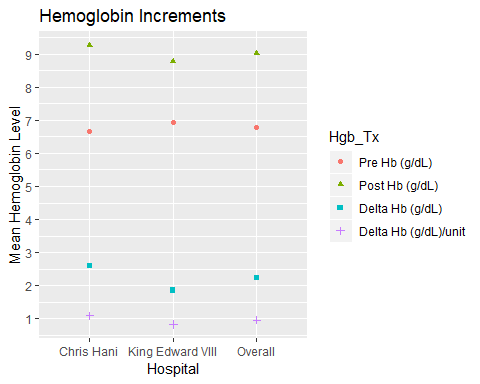 Hemoglobin Increments
Mean Hemoglobin Level
9
8
7
6
5
4
3
2
1
Chris Hani King Edward VIII Overall
Hospital
Hgb_Tx
Pre Hb (g/dL)
Post Hb (g/dL)
Delta Hb (g/dL)
Delta Hb (g/dL)/unit